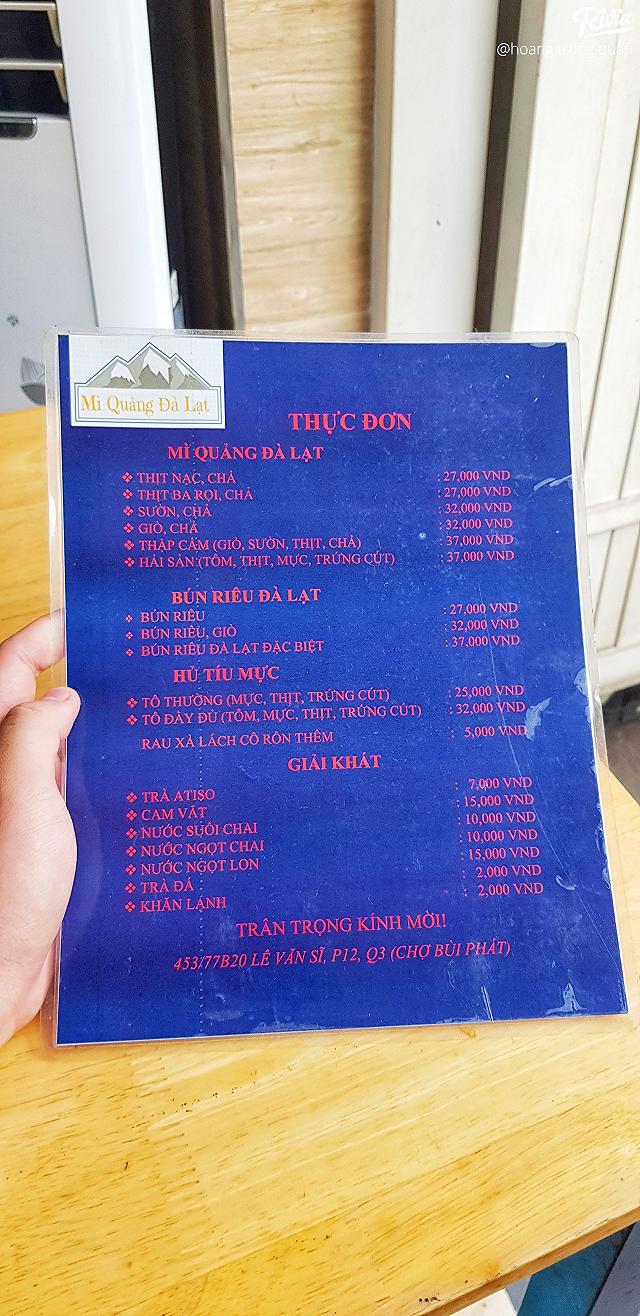 Riviu
@hoang.trung.quan
Mì Quảng Đà Lạt
THỰC ĐƠN
MÌ QUẢNG ĐÀ LẠT
❖ THỊT NẠC, CHẢ : 27,000 VND
❖ THỊT BA RỌI, CHẢ : 27,000 VND
❖ SƯỜN, CHẢ : 32,000 VND
❖ GIÒ, CHẢ : 32,000 VND
❖ THẬP CẨM (GIÒ, SƯỜN, THỊT, CHẢ) : 37,000 VND
❖ HẢI SẢN (TÔM, THỊT, MỰC, TRỨNG CÚT) : 37,000 VND
BÚN RIÊU ĐÀ LẠT
❖ BÚN RIÊU : 27,000 VND
❖ BÚN RIÊU, GIÒ : 32,000 VND
❖ BÚN RIÊU ĐÀ LẠT ĐẶC BIỆT : 37,000 VND
HỦ TÍU MỰC
❖ TÔ THƯỜNG (MỰC, THỊT, TRỨNG CÚT) : 25,000 VND
❖ TÔ ĐẦY ĐỦ (TÔM, MỰC, THỊT, TRỨNG CÚT) : 32,000 VND
RAU XÀ LÁCH CÔ RÔN THÊM : 5,000 VND
GIẢI KHÁT
❖ TRÀ ATISO : 7,000 VND
❖ CAM VẮT : 15,000 VND
❖ NƯỚC SUỐI CHAI : 10,000 VND
❖ NƯỚC NGỌT CHAI : 10,000 VND
❖ NƯỚC NGỌT LON : 15,000 VND
❖ TRÀ ĐÁ : 2,000 VND
❖ KHĂN LẠNH : 2,000 VND
TRÂN TRỌNG KÍNH MỜI!
453/77B20 LÊ VĂN SĨ, P12, Q3 (CHỢ BÙI PHÁT)